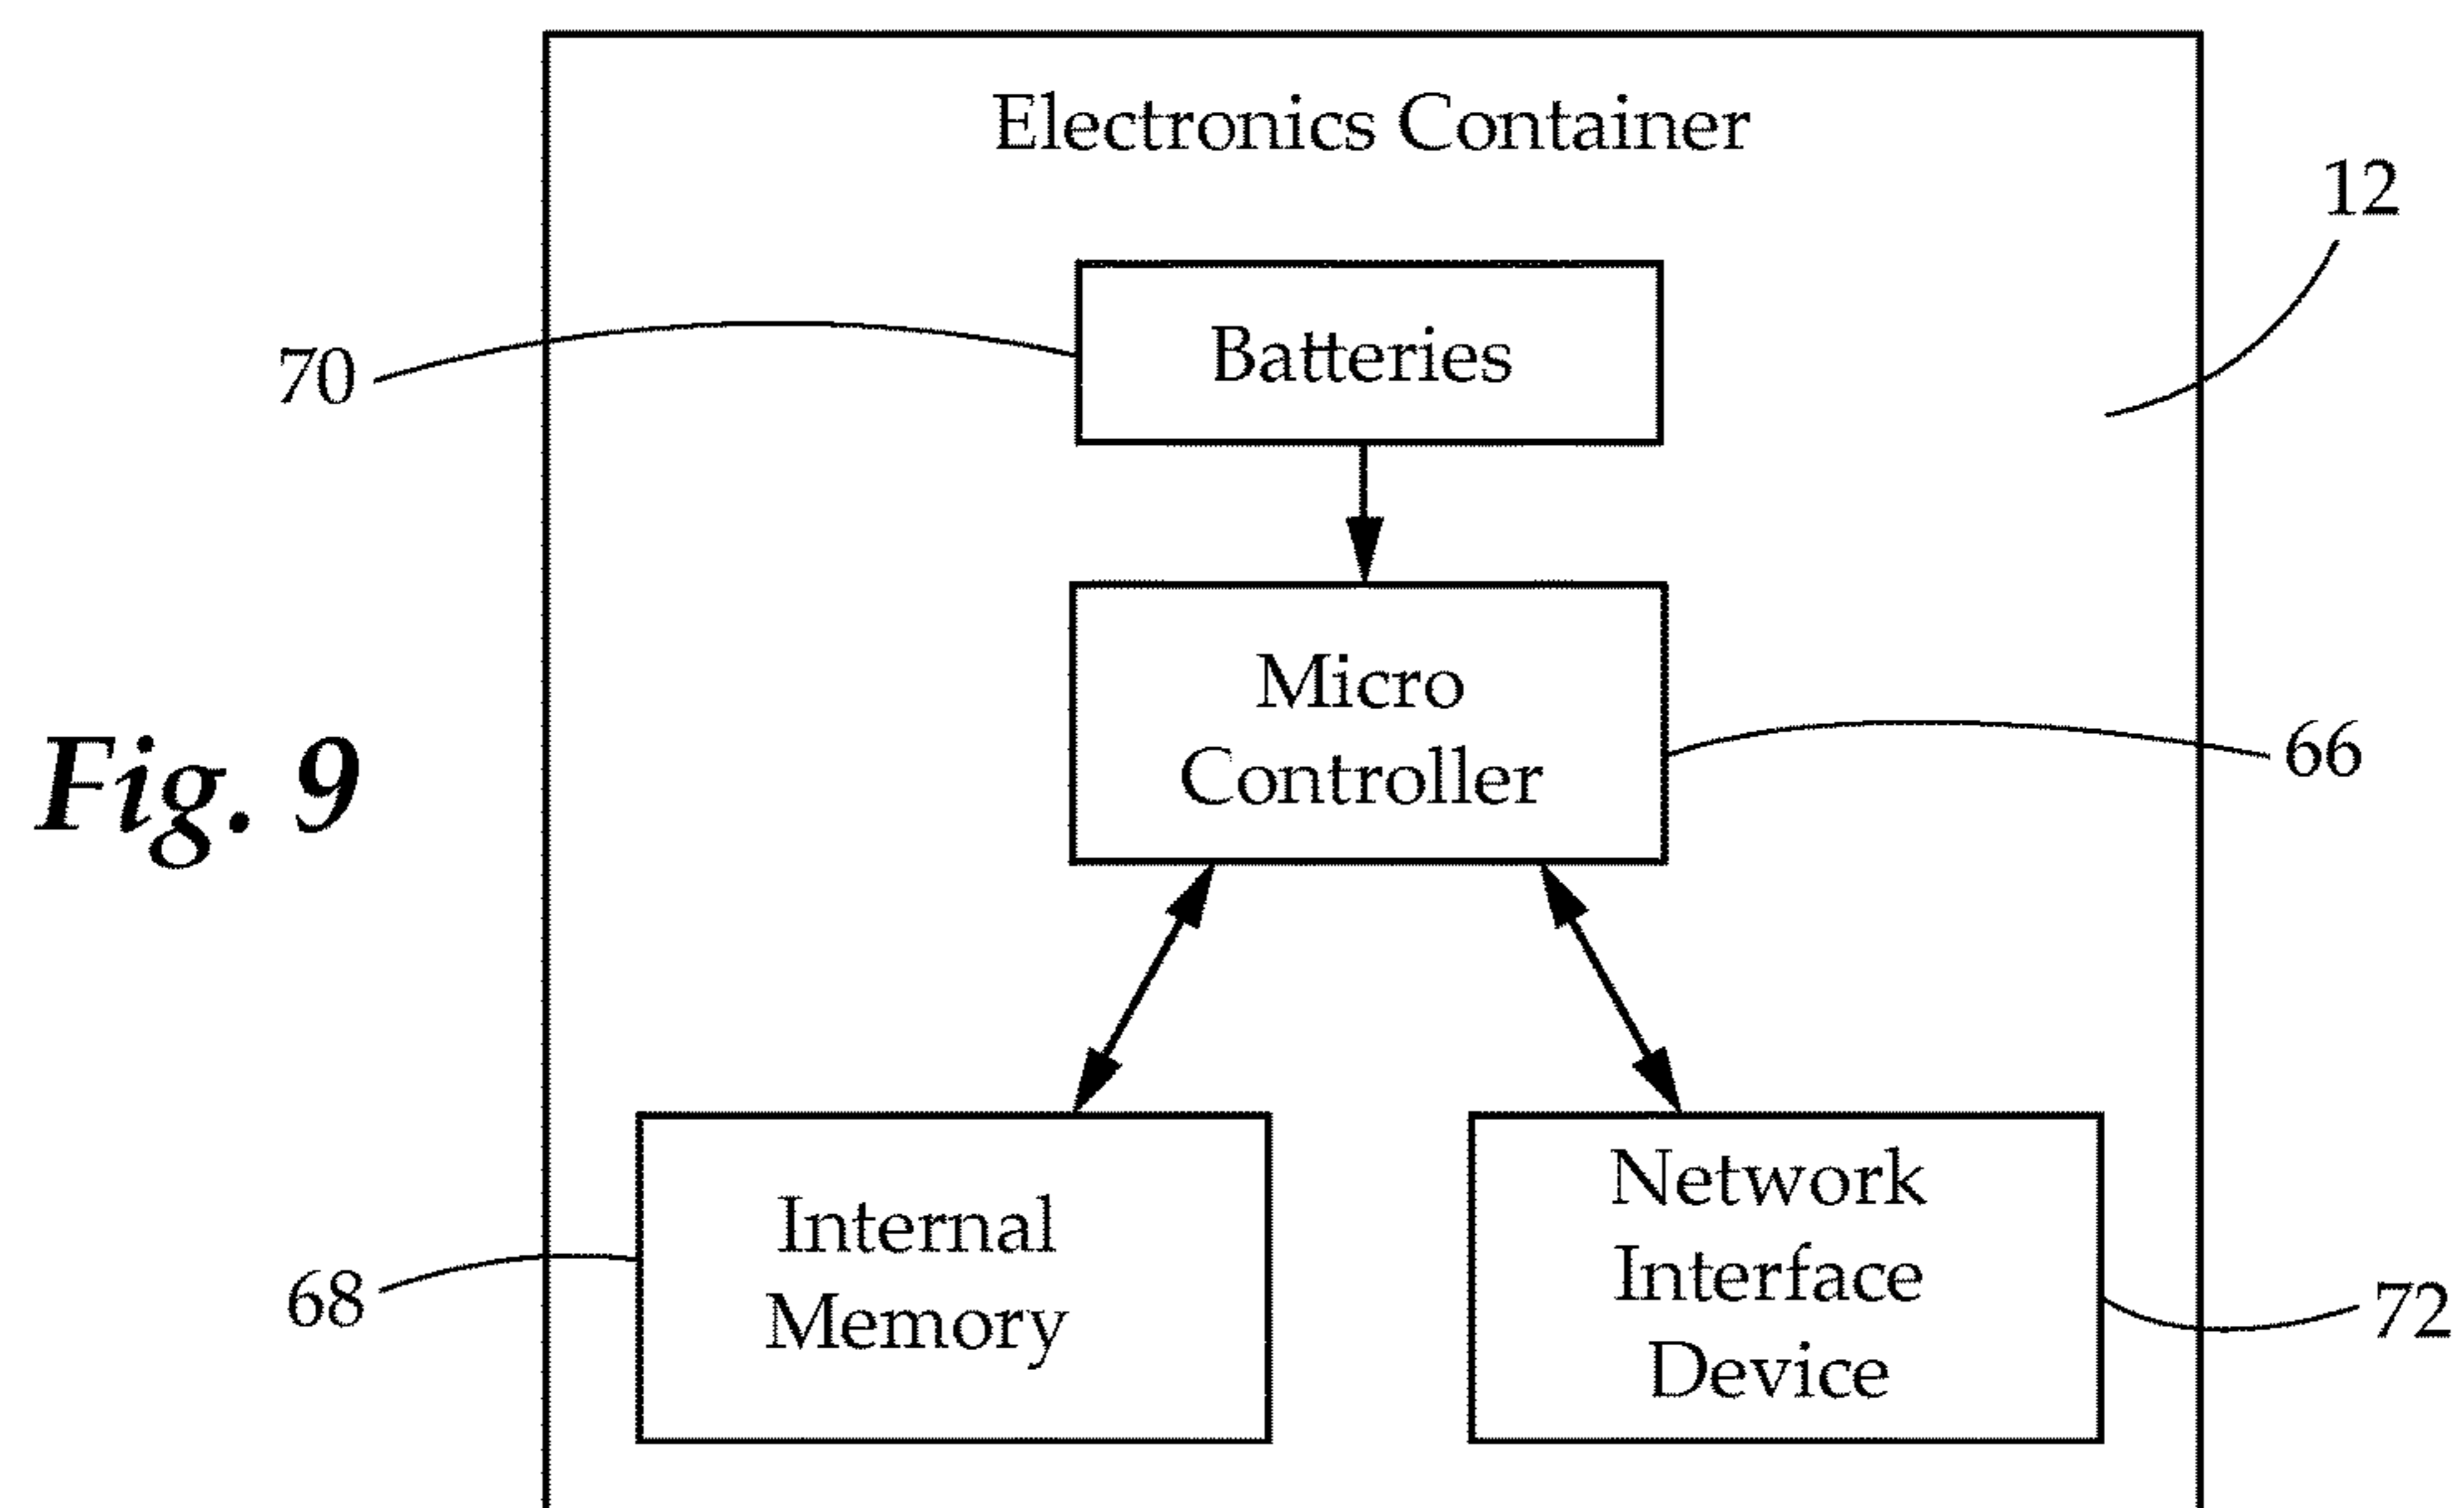 Electronics Container
12
Batteries
70
Micro
Controller
66
Fig. 9
Internal
Memory
68
Network
Interface
Device
72